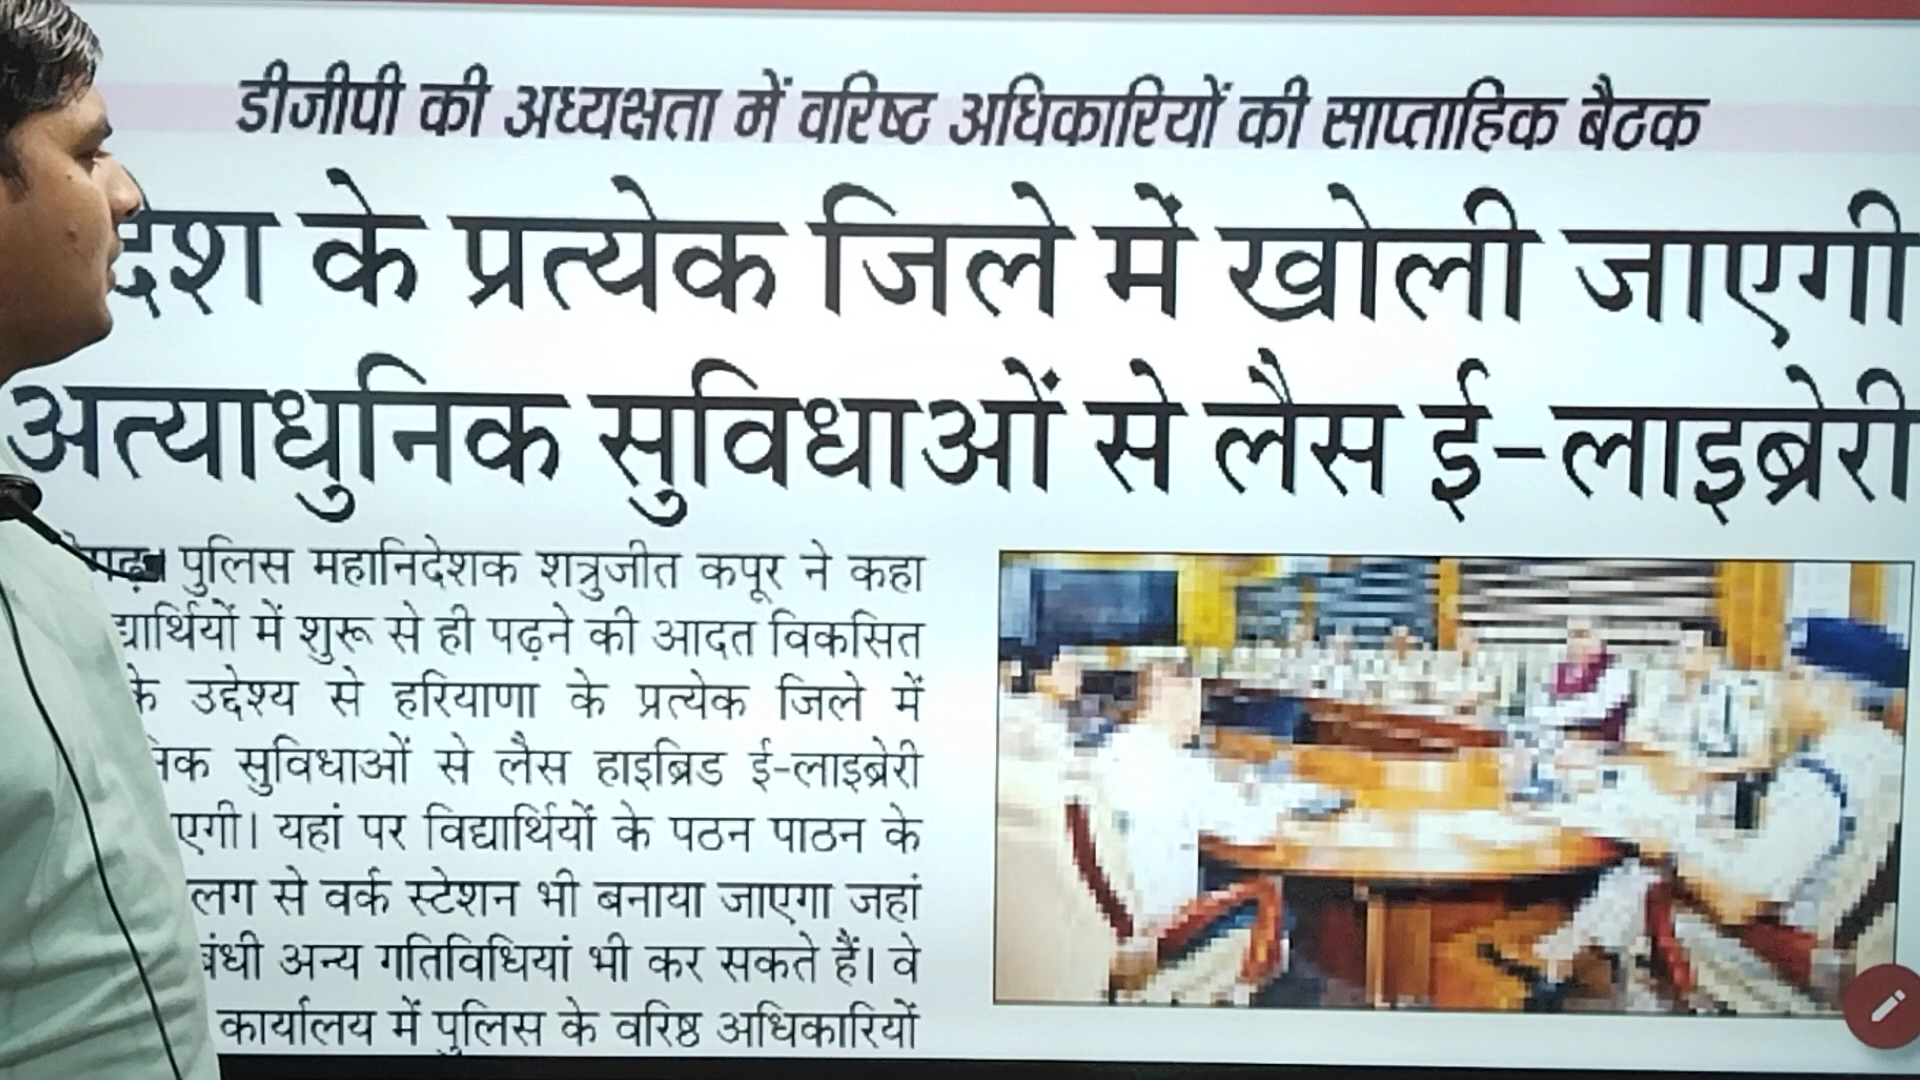 डीजीपी की अध्यक्षता में वरिष्ट अधिकारियों की साप्ताहिक बैठक
के प्रत्येक जिले में खोली जाएगी
अत्याधुनिक सुविधाओं से लैस ई-लाइब्रेरी
पुलिस महानिदेशक शत्रुजीत कपूर ने कहा
में शुरू से ही पढ़ने की आदत विकसित
के उद्देश्य से हरियाणा के प्रत्येक जिले में
सुविधाओं से लैस हाइब्रिड ई-लाइब्रेरी
यहां पर विद्यार्थियों के पठन पाठन के
से वर्क स्टेशन भी बनाया जाएगा जहां
अन्य गतिविधियां भी कर सकते हैं। वे
कार्यालय में पुलिस के वरिष्ठ अधिकारियों